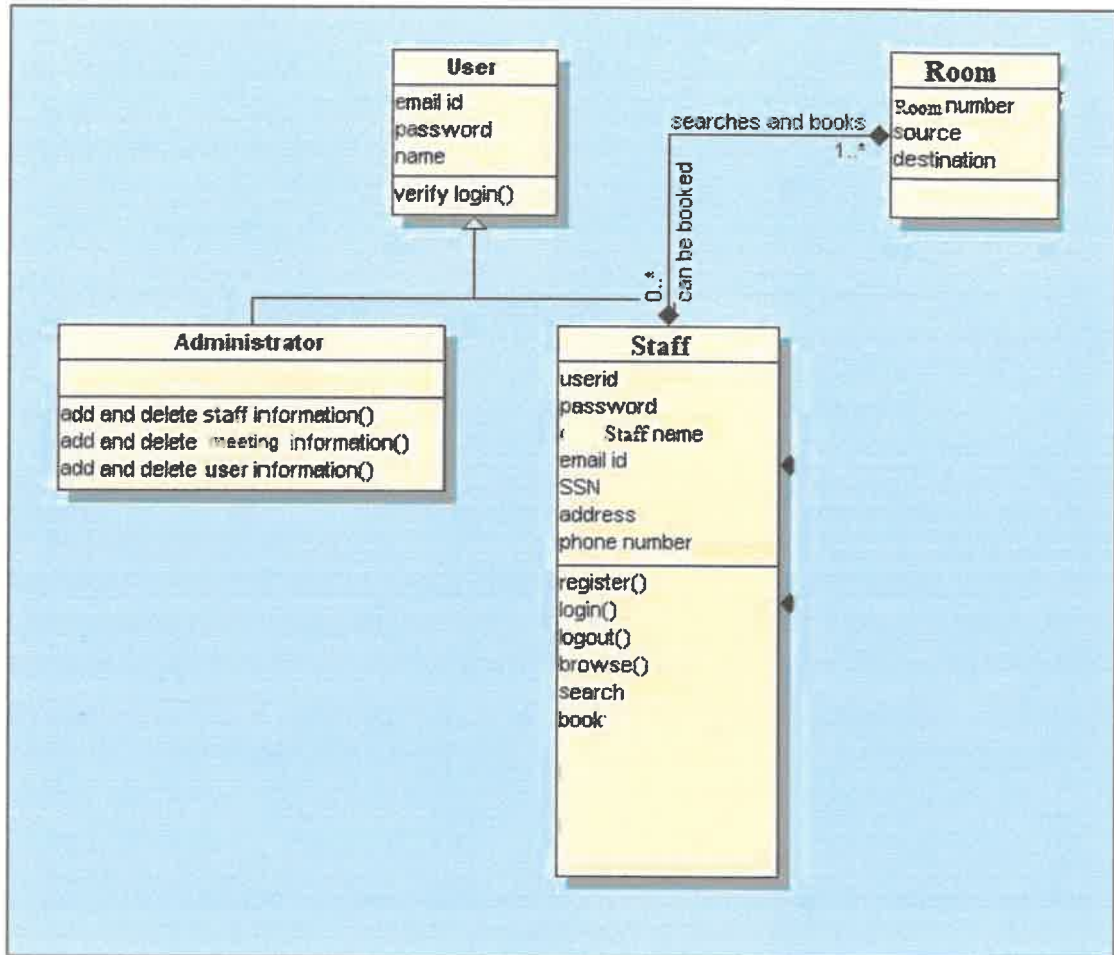 User
email id
password
name
verify login()
Room
Room number
source
destination
searches and books
1..*
can be booked
0..*
Administrator
add and delete staff information()
add and delete meeting information()
add and delete user information()
Staff
userid
password
Staff name
email id
SSN
address
phone number
register()
login()
logout()
browse()
search
book